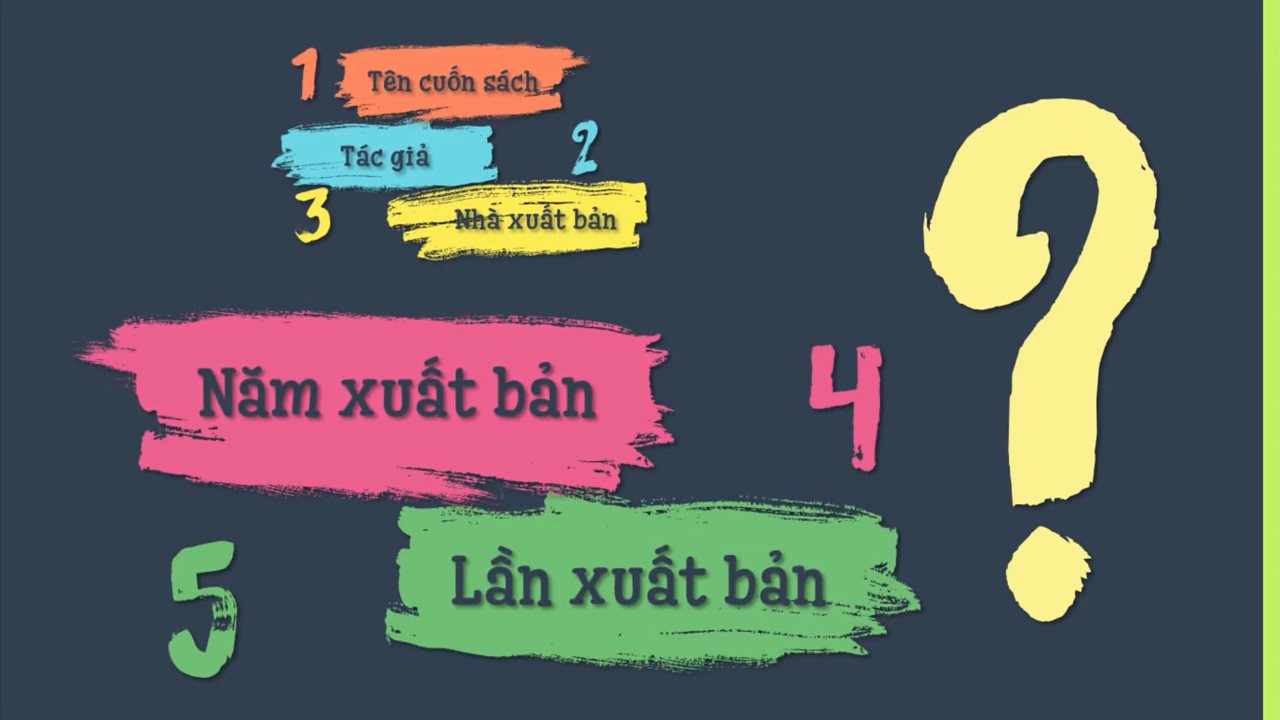 1 Tên cuốn sách
Tác giả 2
3 Nhà xuất bản
Năm xuất bản 4
5 Lần xuất bản
?